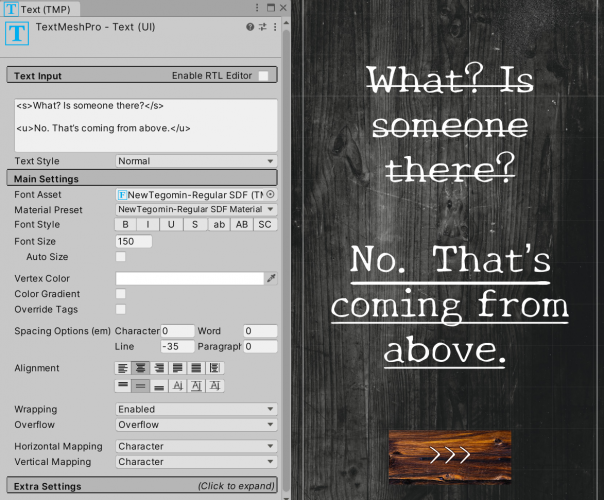 Text (TMP)
T TextMeshPro - Text (UI)
Text Input Enable RTL Editor
<s>What? Is someone there?</s>
<u>No. That's coming from above.</u>
Text Style Normal
Main Settings
Font Asset F NewTegomin-Regular SDF (TM
Material Preset NewTegomin-Regular SDF Material
Font Style B I U S ab AB SC
Font Size 150
Auto Size
Vertex Color
Color Gradient
Override Tags
Spacing Options (em) Character 0 Word 0
Line -35 Paragraph 0
Alignment
Wrapping Enabled
Overflow Overflow
Horizontal Mapping Character
Vertical Mapping Character
Extra Settings (Click to expand)
What? Is
someone
there?
No. That's
coming from
above.
>>>